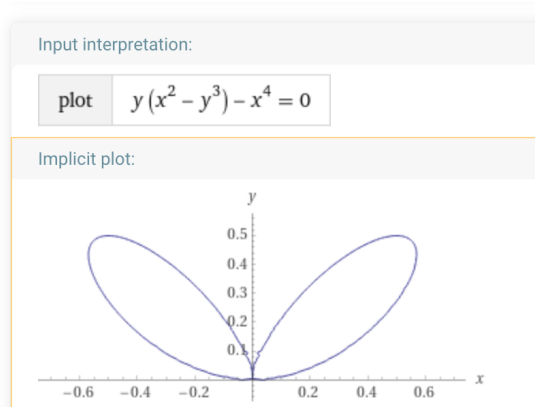 Input interpretation:
plot y (x² − y³) − x⁴ = 0
Implicit plot:
y
0.5
0.4
0.3
0.2
0.1
−0.6 −0.4 −0.2 0.2 0.4 0.6 x